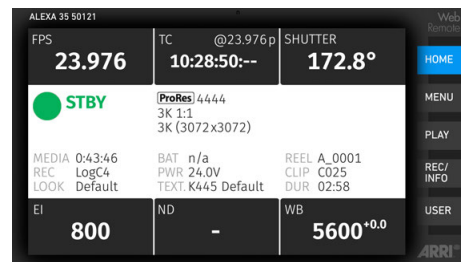 ALEXA 35 50121
Web
Remote
FPS
23.976
TC @23.976p
10:28:50:--
SHUTTER
172.8°
STBY
ProRes 4444
3K 1:1
3K (3072x3072)
MEDIA 0:43:46
REC LogC4
LOOK Default
BAT n/a
PWR 24.0V
TEXT. K445 Default
REEL A_0001
CLIP C025
DUR 02:58
EI
800
ND
-
WB
5600+0.0
HOME
MENU
PLAY
REC/
INFO
USER
ARRI